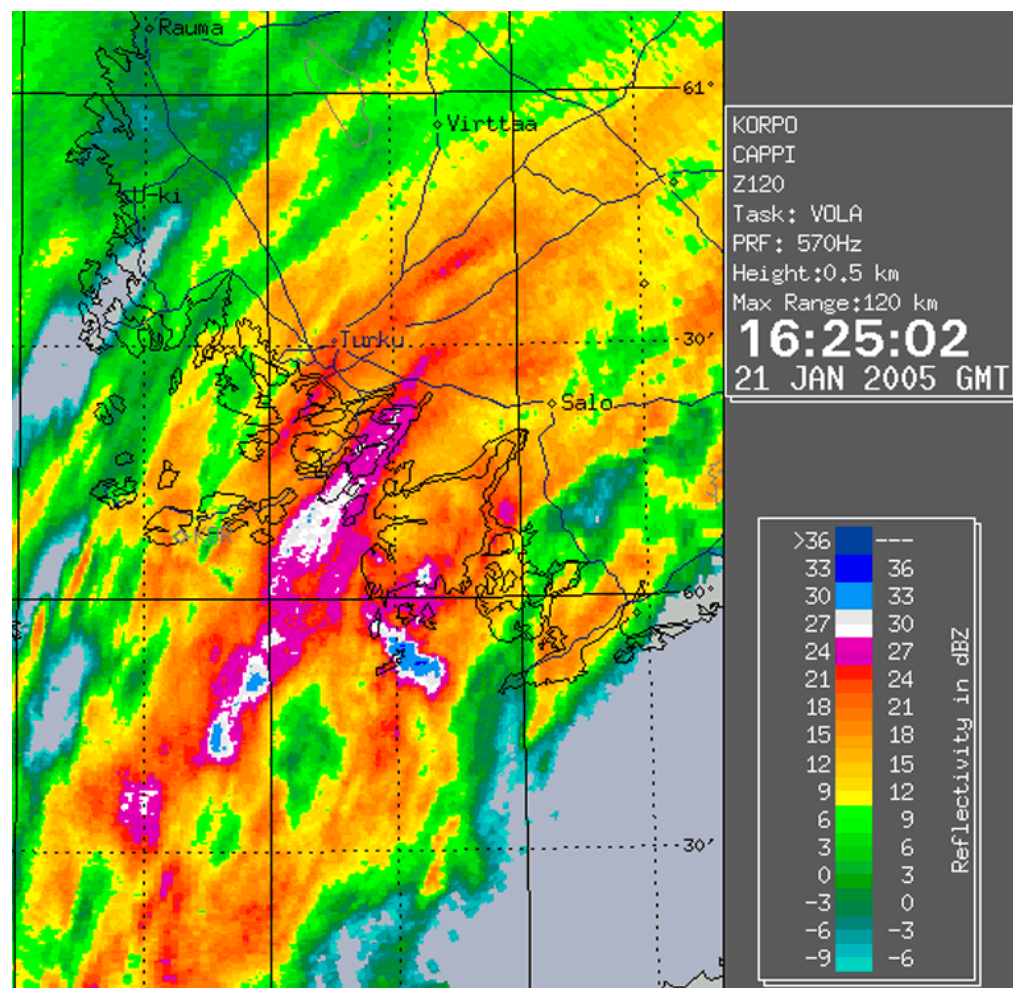 Rauma
61°
Virttaa
U-ki
Turku
30'
Salo
60°
30'
KORPO
CAPPI
Z120
Task: VOLA
PRF: 570Hz
Height:0.5 km
Max Range:120 km
16:25:02
21 JAN 2005 GMT
>36 ---
33 36
30 33
27 30
24 27
21 24
18 21
15 18
12 15
9 12
6 9
3 6
0 3
-3 0
-6 -3
-9 -6
Reflectivity in dBZ